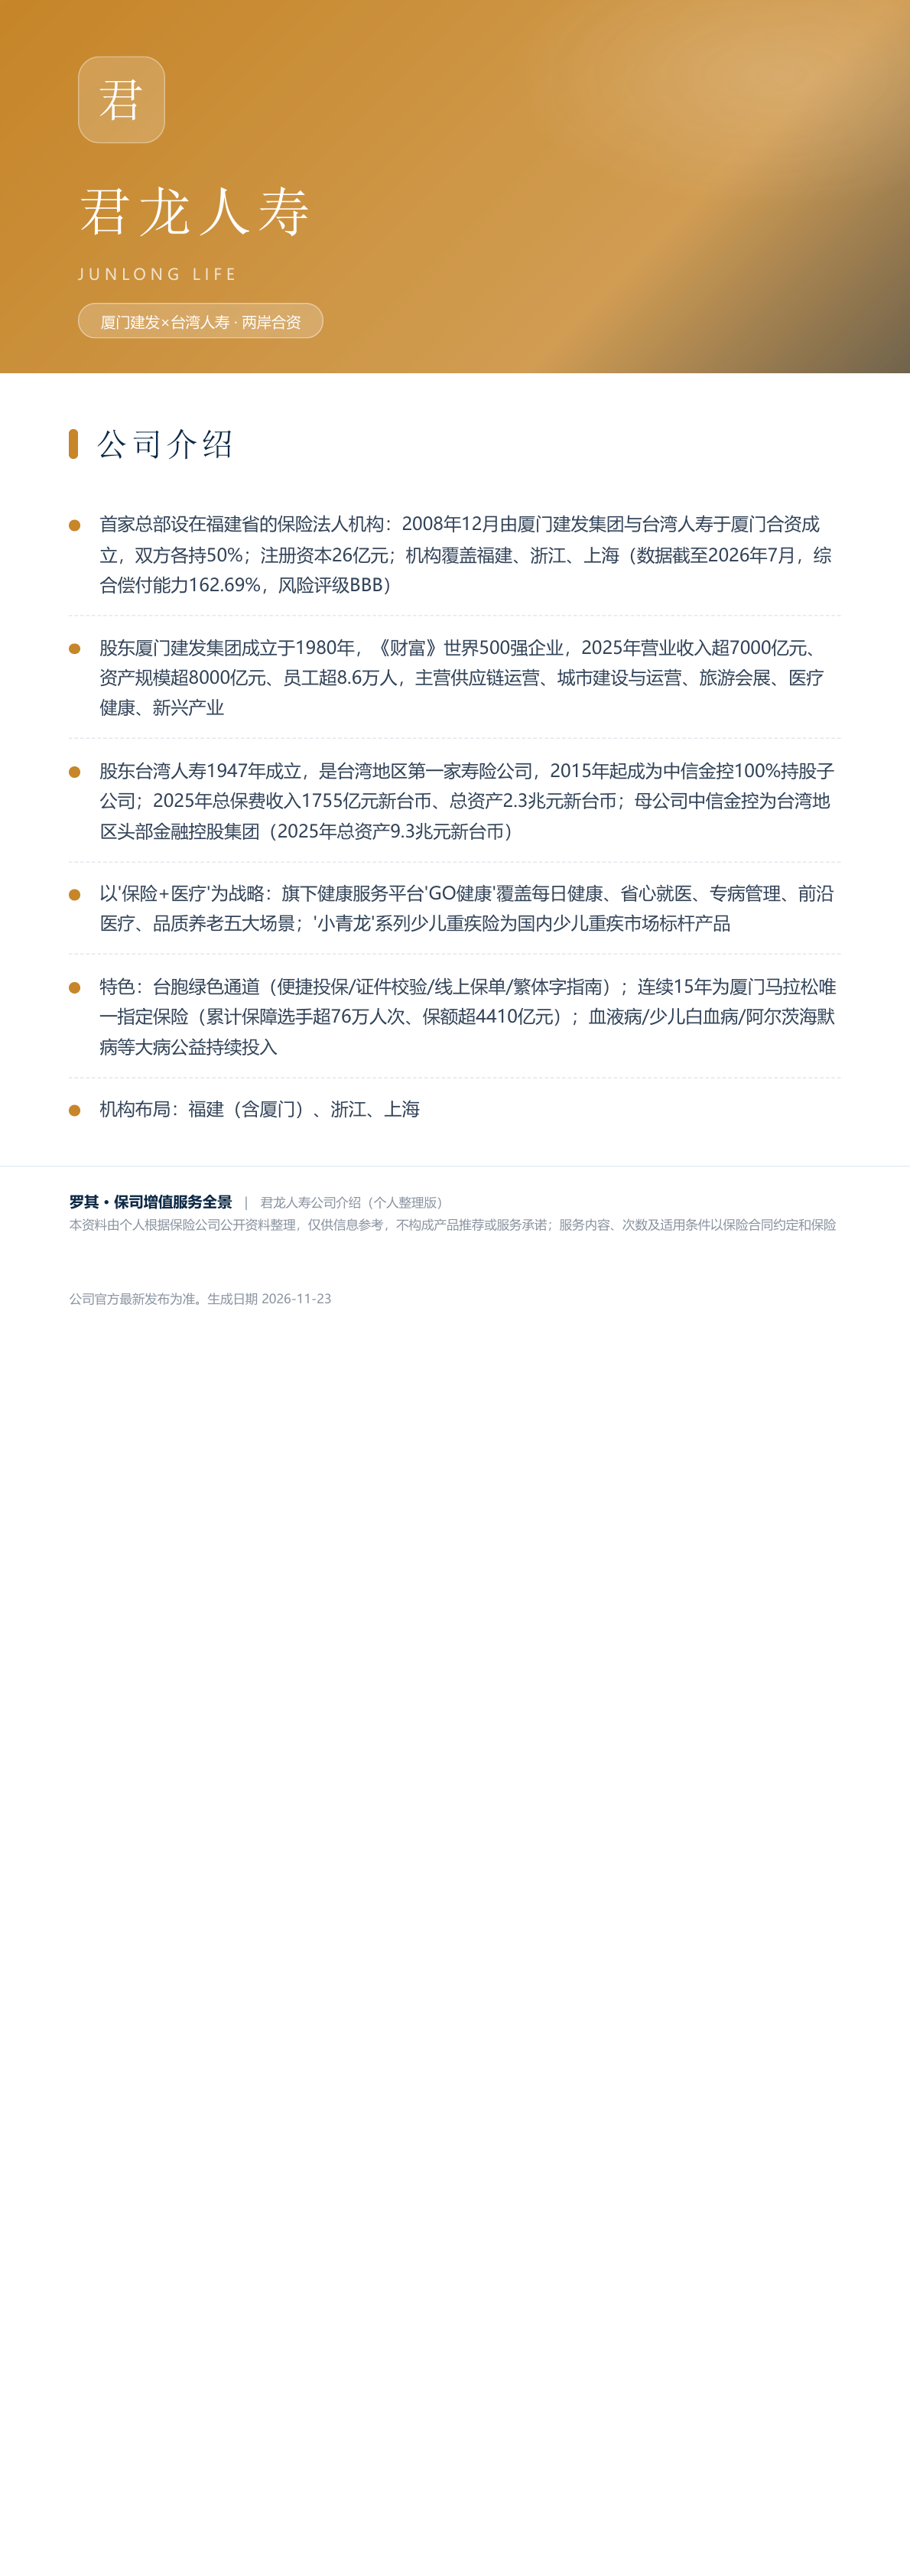 君
君龙人寿
JUNLONG LIFE
厦门建发×台湾人寿 · 两岸合资
公司介绍
首家总部设在福建省的保险法人机构：2008年12月由厦门建发集团与台湾人寿于厦门合资成
立，双方各持50%；注册资本26亿元；机构覆盖福建、浙江、上海（数据截至2026年7月，综
合偿付能力162.69%，风险评级BBB）
股东厦门建发集团成立于1980年，《财富》世界500强企业，2025年营业收入超7000亿元、
资产规模超8000亿元、员工超8.6万人，主营供应链运营、城市建设与运营、旅游会展、医疗
健康、新兴产业
股东台湾人寿1947年成立，是台湾地区第一家寿险公司，2015年起成为中信金控100%持股子
公司；2025年总保费收入1755亿元新台币、总资产2.3兆元新台币；母公司中信金控为台湾地
区头部金融控股集团（2025年总资产9.3兆元新台币）
以'保险+医疗'为战略：旗下健康服务平台'GO健康'覆盖每日健康、省心就医、专病管理、前沿
医疗、品质养老五大场景；'小青龙'系列少儿重疾险为国内少儿重疾市场标杆产品
特色：台胞绿色通道（便捷投保/证件校验/线上保单/繁体字指南）；连续15年为厦门马拉松唯
一指定保险（累计保障选手超76万人次、保额超4410亿元）；血液病/少儿白血病/阿尔茨海默
病等大病公益持续投入
机构布局：福建（含厦门）、浙江、上海
罗其 · 保司增值服务全景 | 君龙人寿公司介绍（个人整理版）
本资料由个人根据保险公司公开资料整理，仅供信息参考，不构成产品推荐或服务承诺；服务内容、次数及适用条件以保险合同约定和保险
公司官方最新发布为准。生成日期 2026-11-23